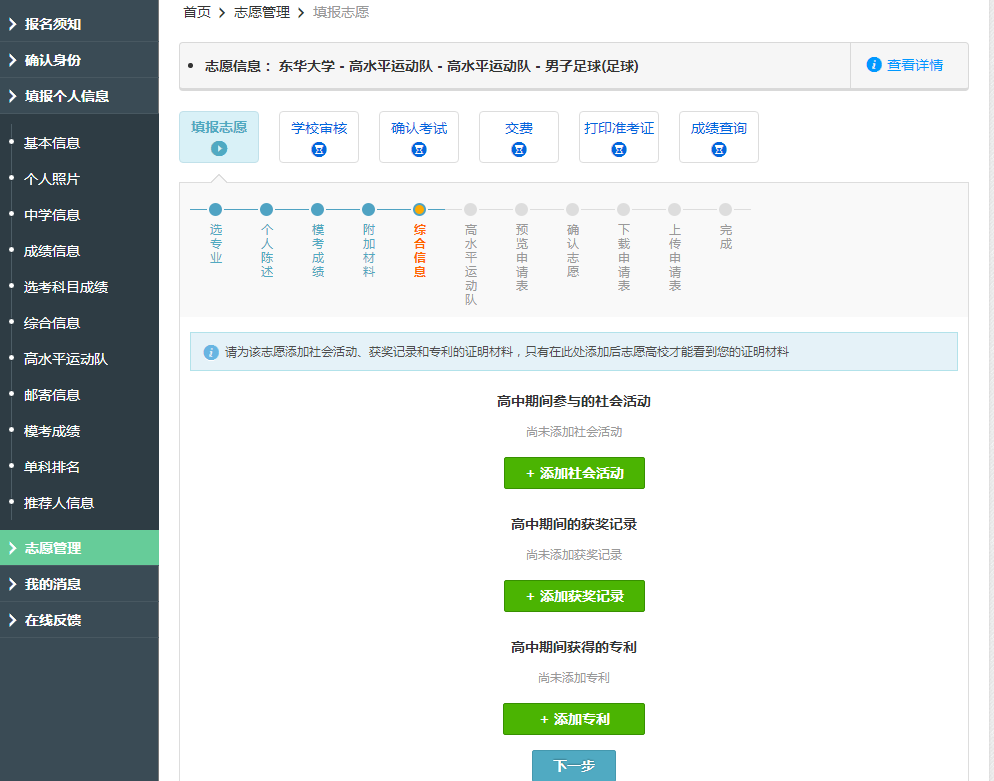 首页 > 志愿管理 > 填报志愿
报名须知
确认身份
填报个人信息
基本信息
个人照片
中学信息
成绩信息
选考科目成绩
综合信息
高水平运动队
邮寄信息
模考成绩
单科排名
推荐人信息
志愿管理
我的消息
在线反馈
• 志愿信息： 东华大学 - 高水平运动队 - 高水平运动队 - 男子足球(足球)
查看详情
填报志愿
学校审核
确认考试
交费
打印准考证
成绩查询
选专业
个人陈述
模考成绩
附加材料
综合信息
高水平运动队
预览申请表
确认志愿
下载申请表
上传申请表
完成
请为该志愿添加社会活动、获奖记录和专利的证明材料，只有在此处添加后志愿高校才能看到您的证明材料
高中期间参与的社会活动
尚未添加社会活动
+ 添加社会活动
高中期间的获奖记录
尚未添加获奖记录
+ 添加获奖记录
高中期间获得的专利
尚未添加专利
+ 添加专利
下一步